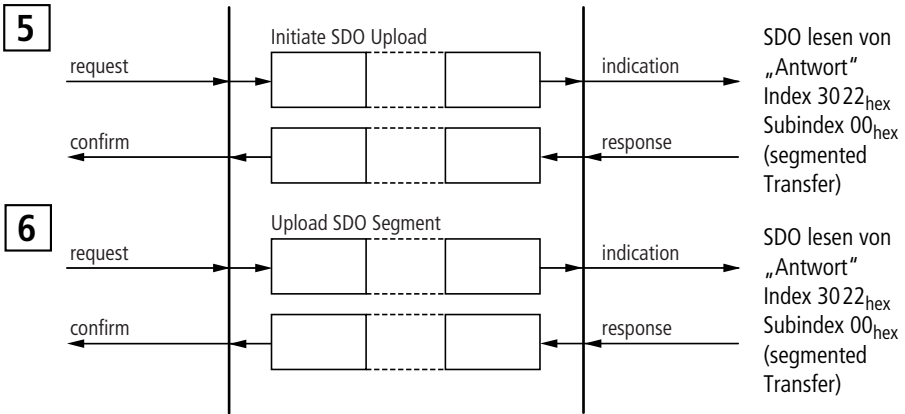 5
Initiate SDO Upload
request
indication
confirm
response
SDO lesen von
„Antwort“
Index 3022hex
Subindex 00hex
(segmented
Transfer)
6
Upload SDO Segment
request
indication
confirm
response
SDO lesen von
„Antwort“
Index 3022hex
Subindex 00hex
(segmented
Transfer)